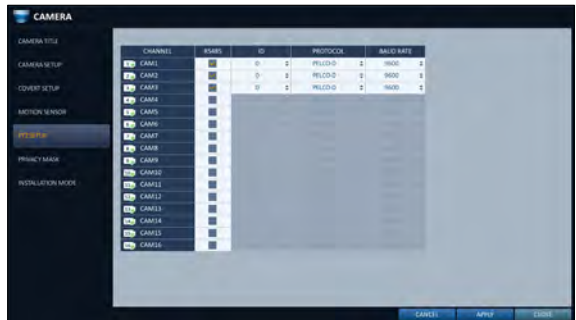 CAMERA
CAMERA TITLE
CAMERA SETUP
COVERT SETUP
MOTION SENSOR
PTZ SETUP
PRIVACY MASK
INSTALLATION MODE
CHANNEL RS485 ID PROTOCOL BAUD RATE
CAM1 0 PELCO-D 9600
CAM2 0 PELCO-D 9600
CAM3 0 PELCO-D 9600
CAM4
CAM5
CAM6
CAM7
CAM8
CAM9
CAM10
CAM11
CAM12
CAM13
CAM14
CAM15
CAM16
CANCEL APPLY CLOSE